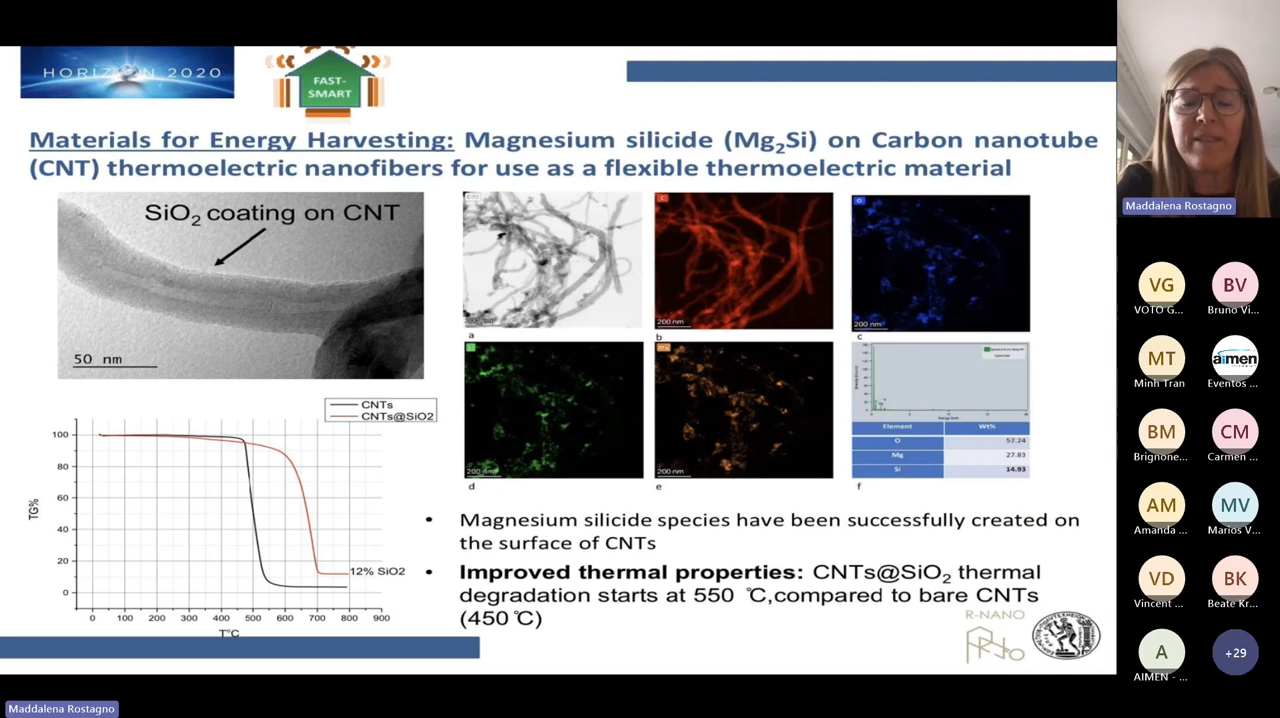 HORIZON 2020
FAST-
SMART
Materials for Energy Harvesting: Magnesium silicide (Mg2Si) on Carbon nanotube
(CNT) thermoelectric nanofibers for use as a flexible thermoelectric material
SiO2 coating on CNT
50 nm
200 nm
a
200 nm
b
200 nm
c
200 nm
d
200 nm
e
Element Wt%
O 57.24
Mg 27.83
Si 14.93
f
CNTs
CNTs@SiO2
TG%
100
80
60
40
20
0
12% SiO2
0 100 200 300 400 500 600 700 800 900
T°C
• Magnesium silicide species have been successfully created on
the surface of CNTs
• Improved thermal properties: CNTs@SiO2 thermal
degradation starts at 550 ℃,compared to bare CNTs
(450 ℃)
R-NANO
Maddalena Rostagno
VG
VOTO G...
BV
Bruno Vi...
MT
Minh Tran
aimen
Eventos ...
BM
Brignone...
CM
Carmen ...
AM
Amanda ...
MV
Marios V...
VD
Vincent ...
BK
Beate Kr...
A
AIMEN - ...
+29
Maddalena Rostagno